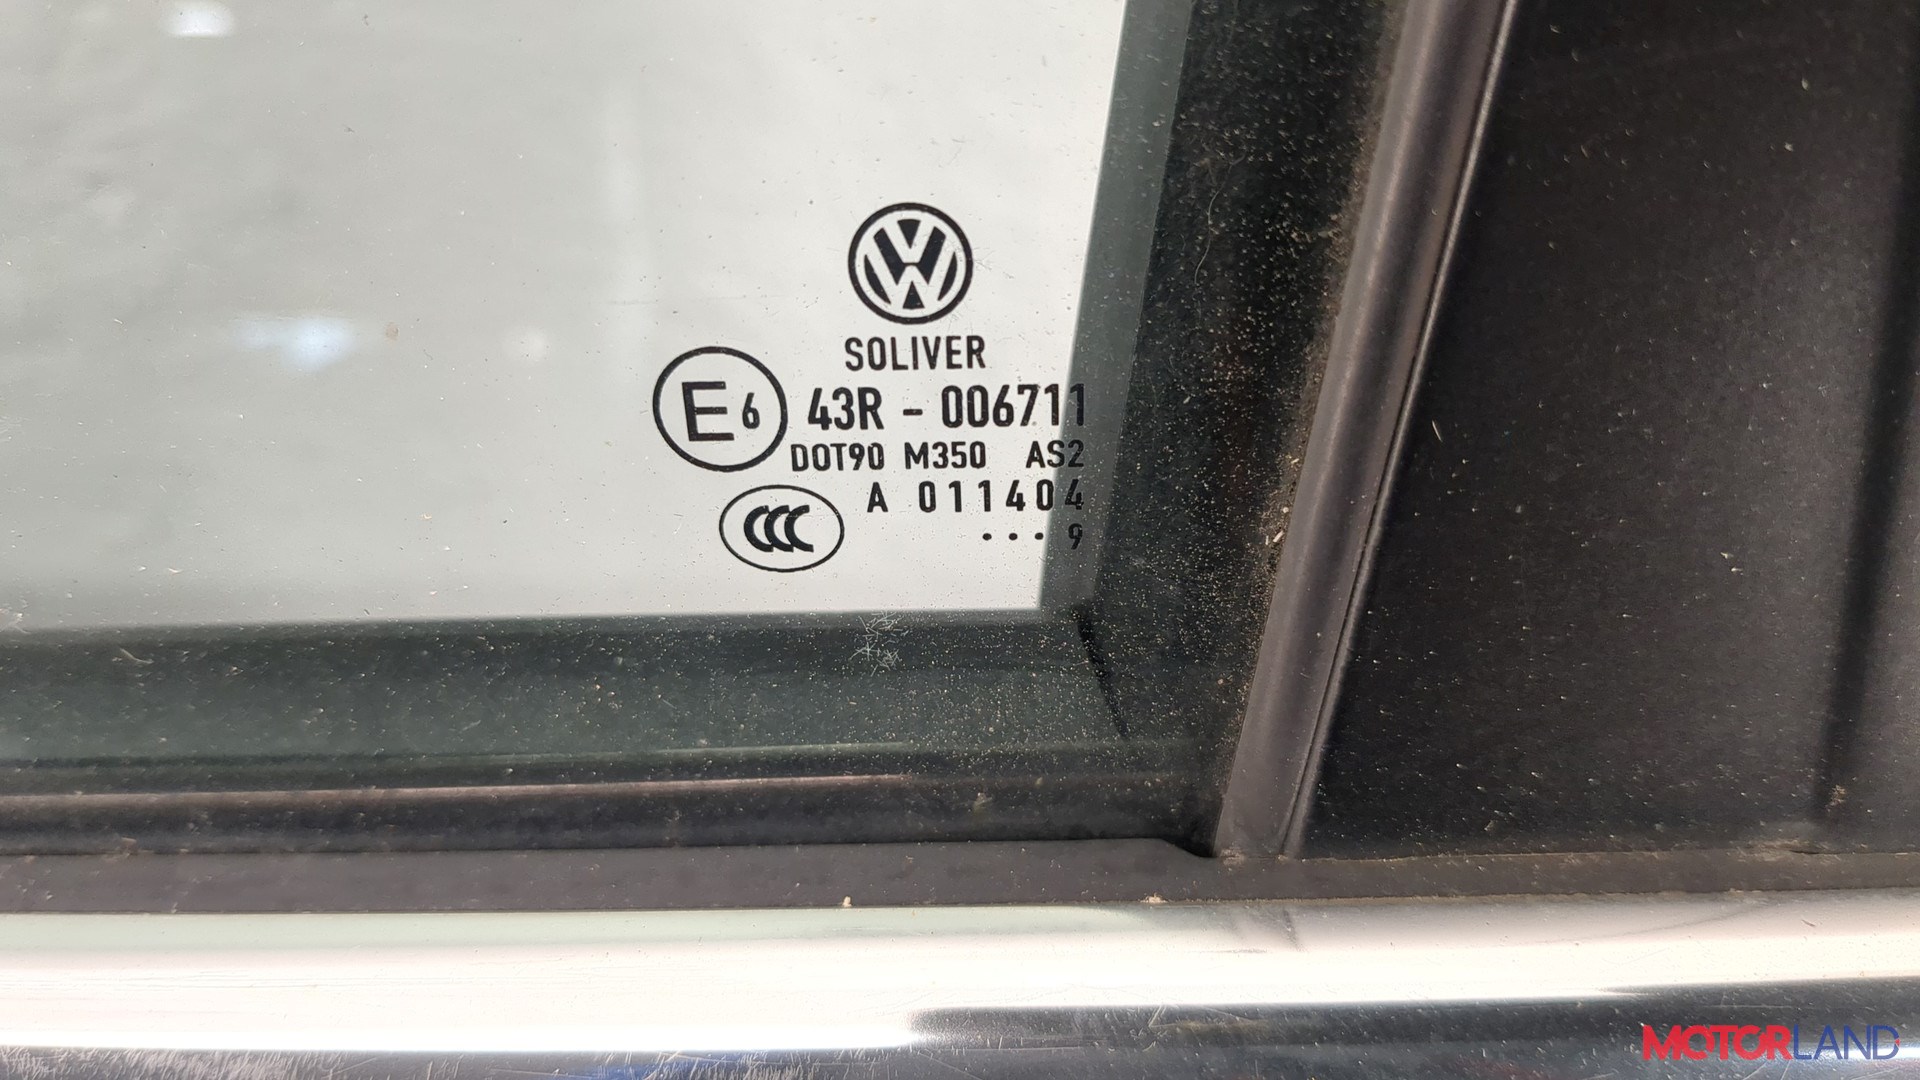 SOLIVER
E6 43R - 006711
DOT90 M350 AS2
A 011404
CCC
...9
MOTORLAND